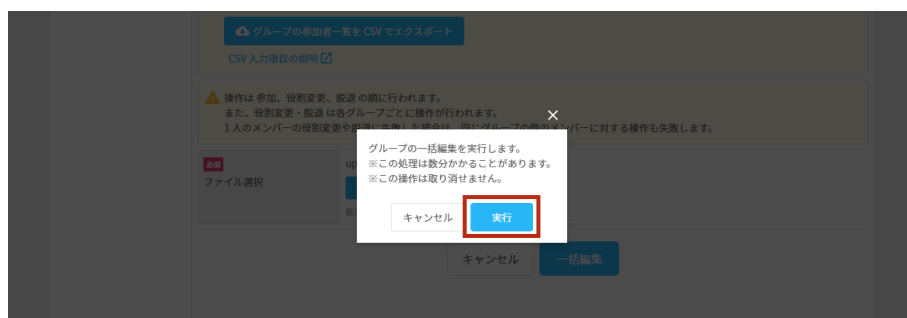 グループの参加者一覧をCSVでエクスポート
CSV入力項目の説明
操作は 参加、役割変更、脱退 の順に行われます。
また、役割変更・脱退 は各グループごとに操作が行われます。
1人のメンバーの役割変更や脱退に失敗した場合は、同じグループの他のメンバーに対する操作も失敗します。
グループの一括編集を実行します。
※この処理は数分かかることがあります。
※この操作は取り消せません。
キャンセル 実行
必須
ファイル選択
up
キャンセル 一括編集